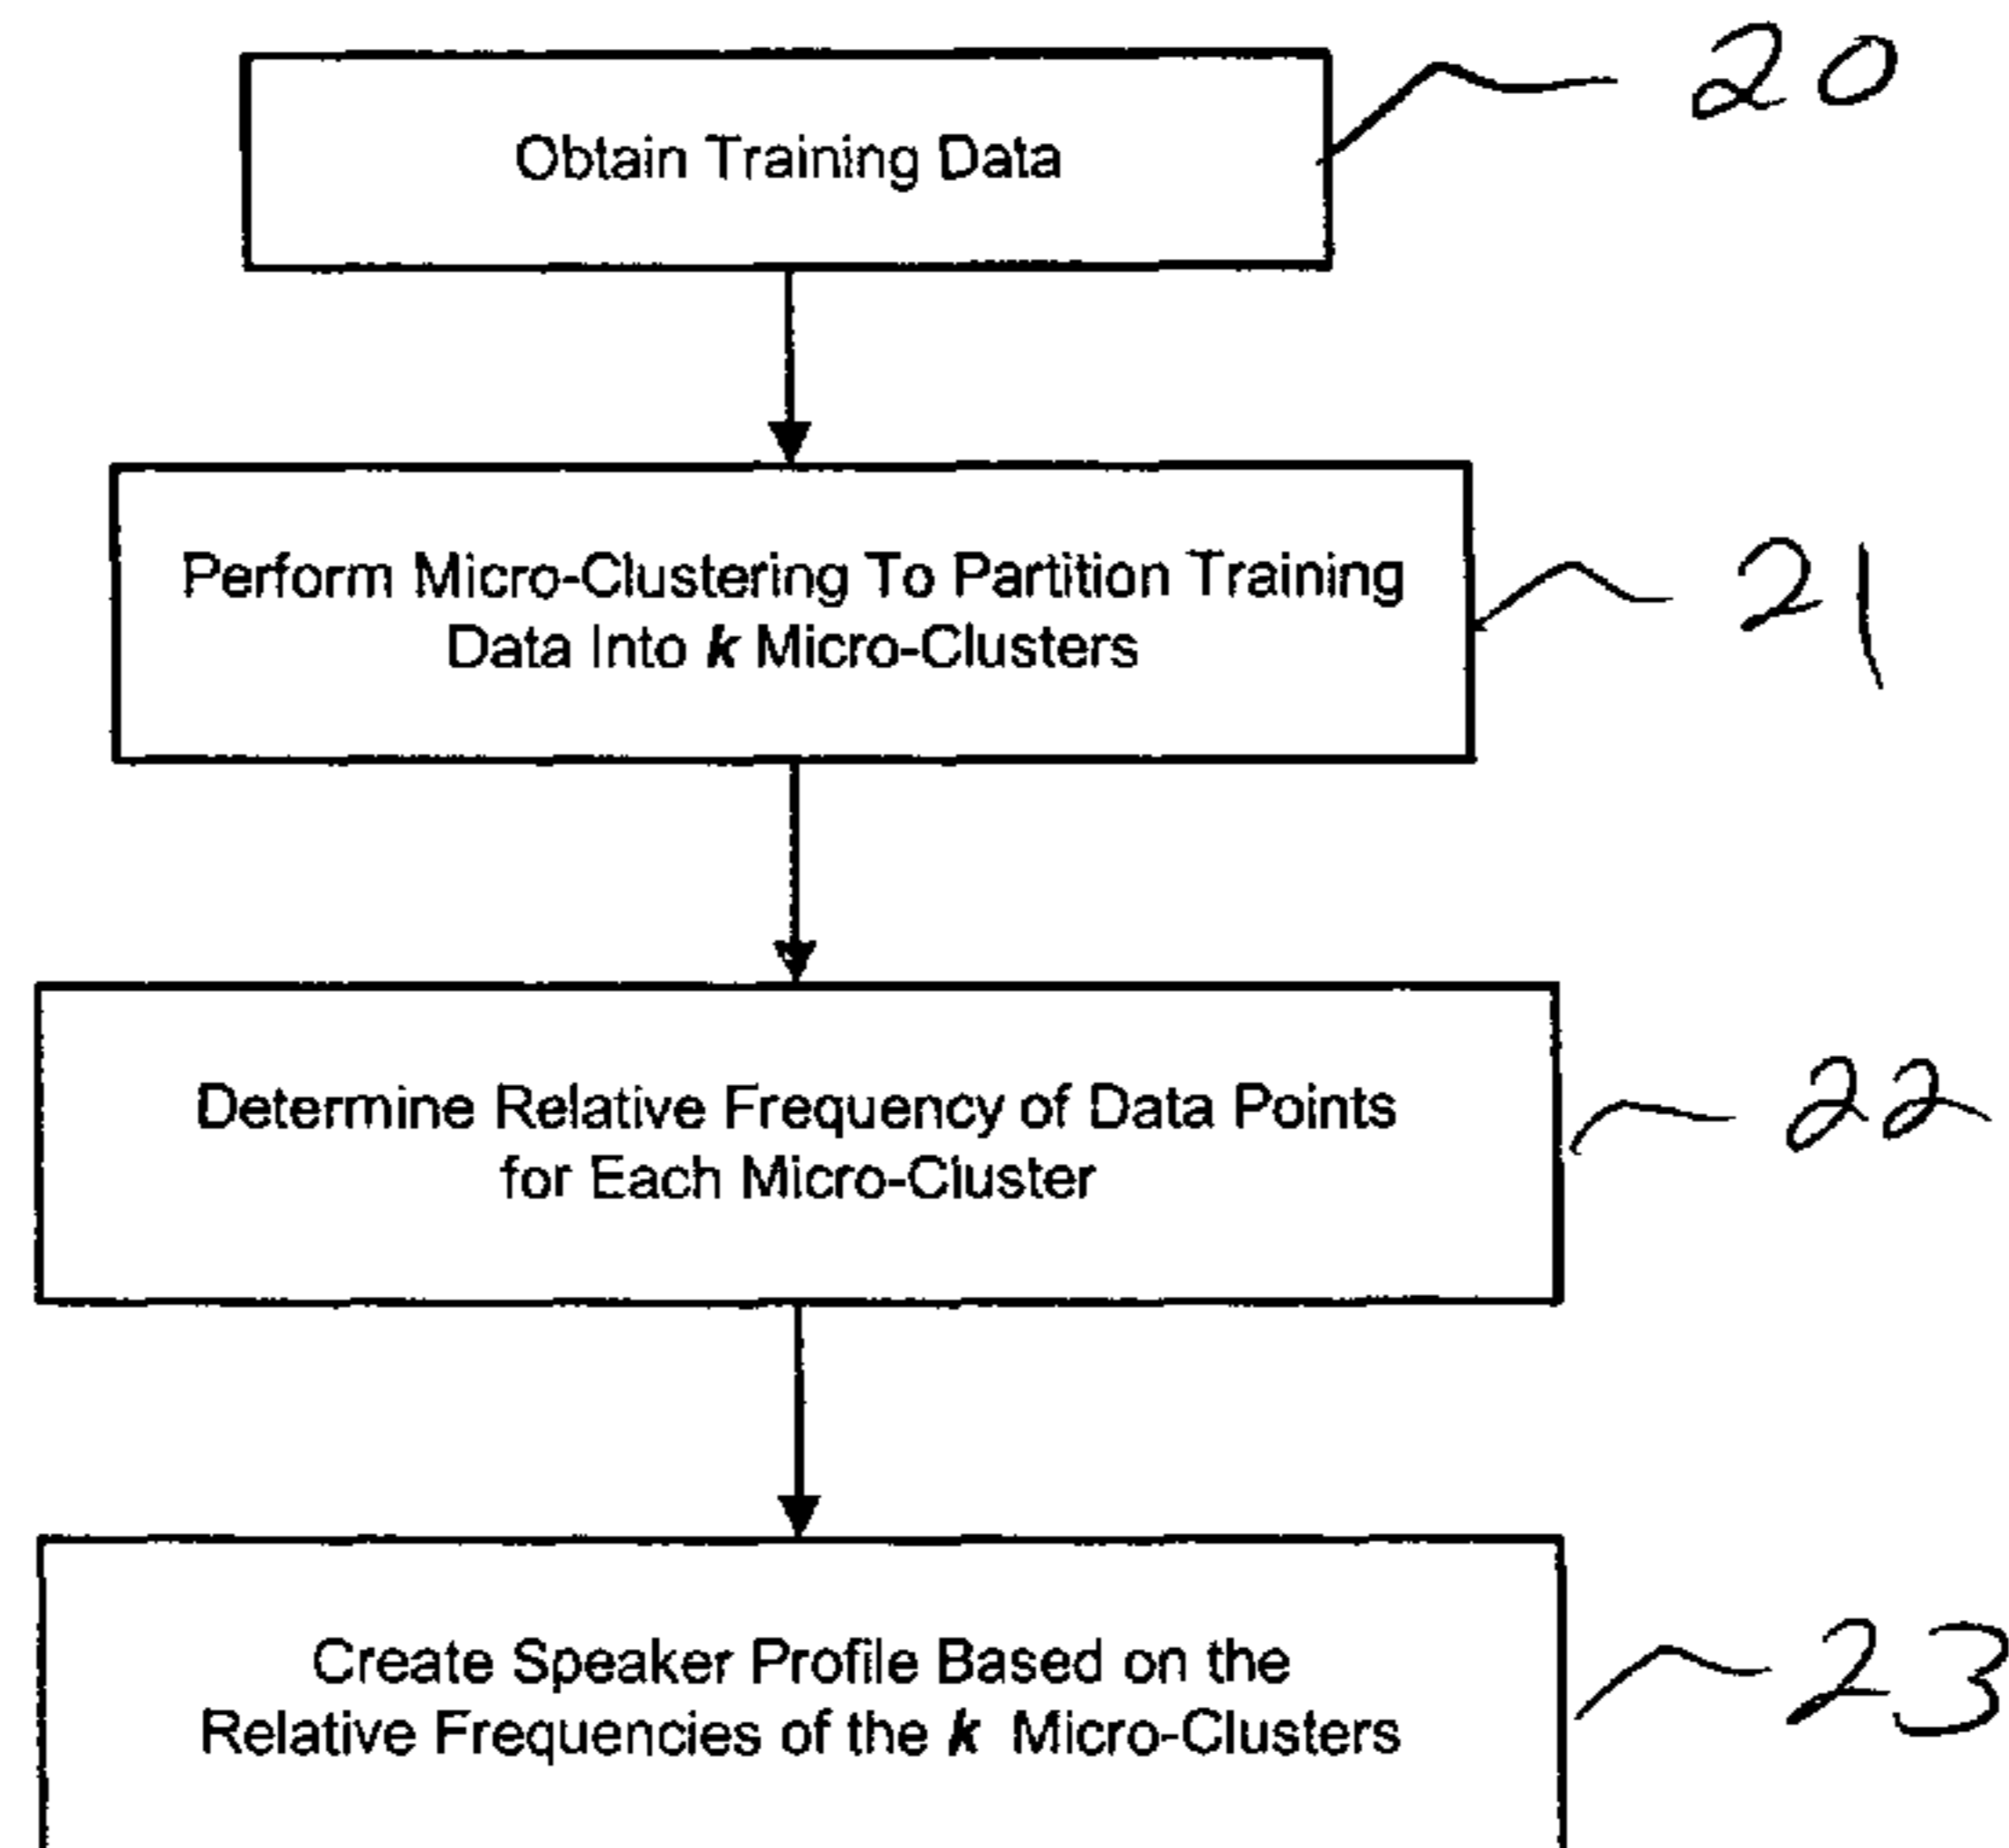 Obtain Training Data
20
Perform Micro-Clustering To Partition Training
Data Into k Micro-Clusters
21
Determine Relative Frequency of Data Points
for Each Micro-Cluster
22
Create Speaker Profile Based on the
Relative Frequencies of the k Micro-Clusters
23